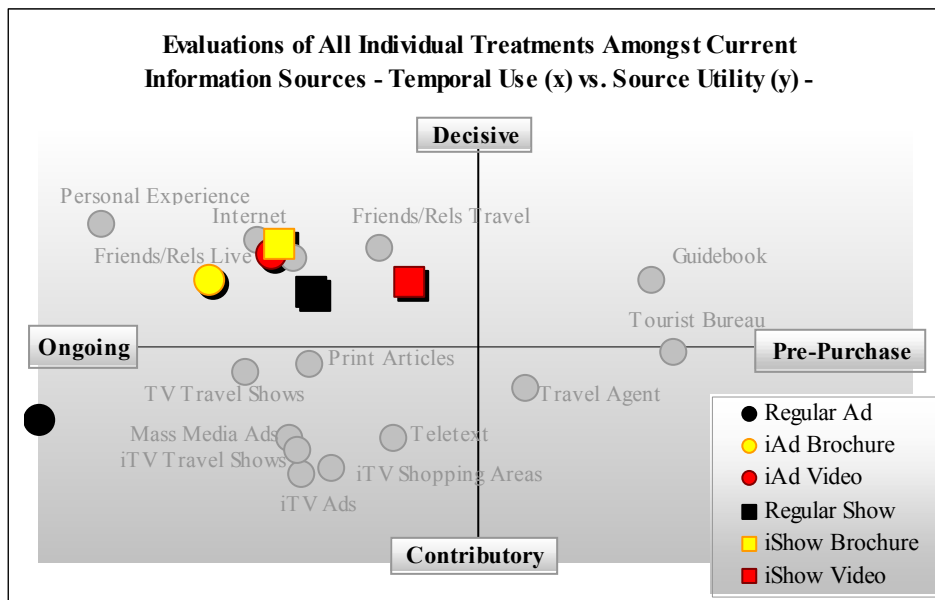 Evaluations of All Individual Treatments Amongst Current
Information Sources - Temporal Use (x) vs. Source Utility (y) -
Decisive
Personal Experience
Internet
Friends/Rels Travel
Friends/Rels Live
Guidebook
Tourist Bureau
Ongoing
Pre-Purchase
Print Articles
TV Travel Shows
Travel Agent
Mass Media Ads
Teletext
iTV Travel Shows
iTV Shopping Areas
iTV Ads
Contributory
Regular Ad
iAd Brochure
iAd Video
Regular Show
iShow Brochure
iShow Video